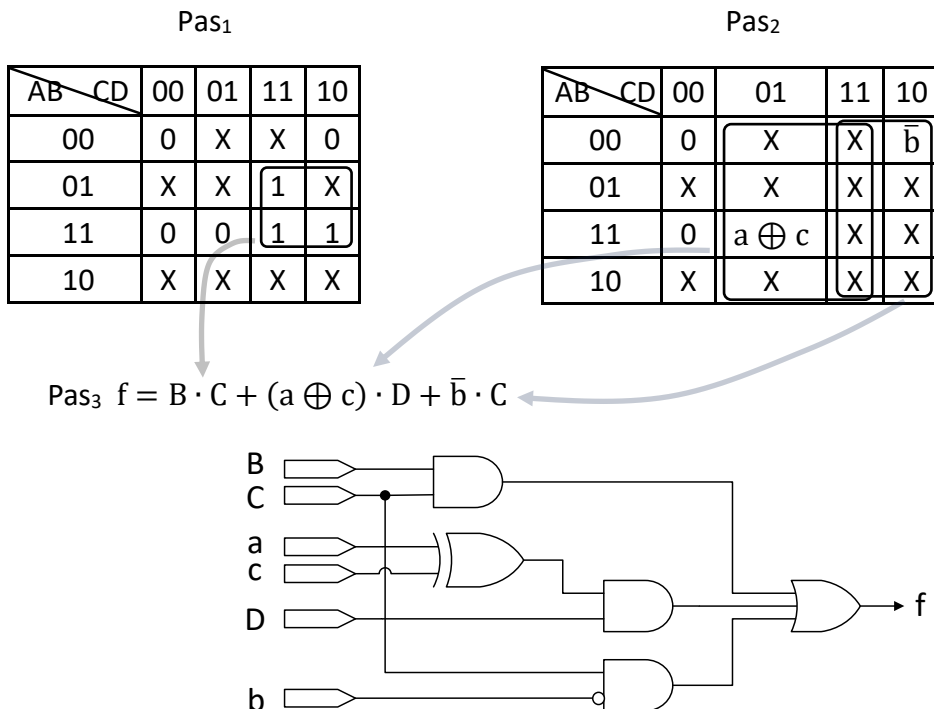 Pas₁ Pas₂
AB CD 00 01 11 10
00 0 X X 0
01 X X 1 X
11 0 0 1 1
10 X X X X
AB CD 00 01 11 10
00 0 X X b̄
01 X X X X
11 0 a ⊕ c X X
10 X X X X
Pas₃ f = B · C + (a ⊕ c) · D + b̄ · C
B
C
a
c
D
f
b